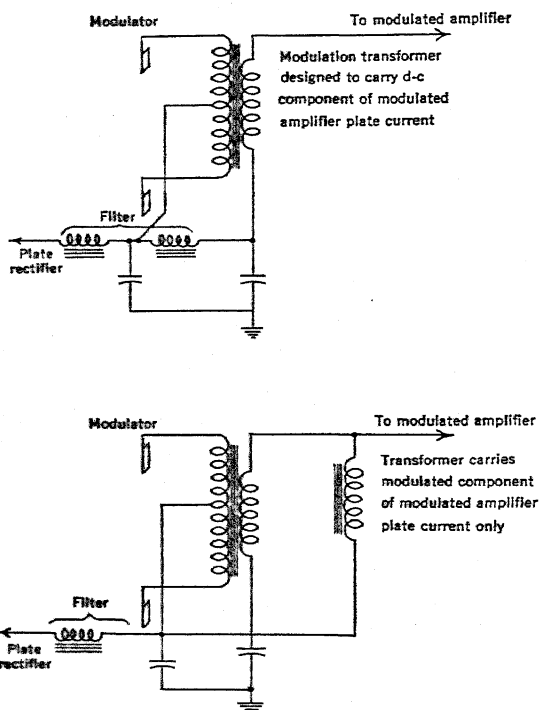 Modulator
To modulated amplifier
Modulation transformer
designed to carry d-c
component of modulated
amplifier plate current
Filter
Plate
rectifier
Modulator
To modulated amplifier
Transformer carries
modulated component
of modulated amplifier
plate current only
Filter
Plate
rectifier